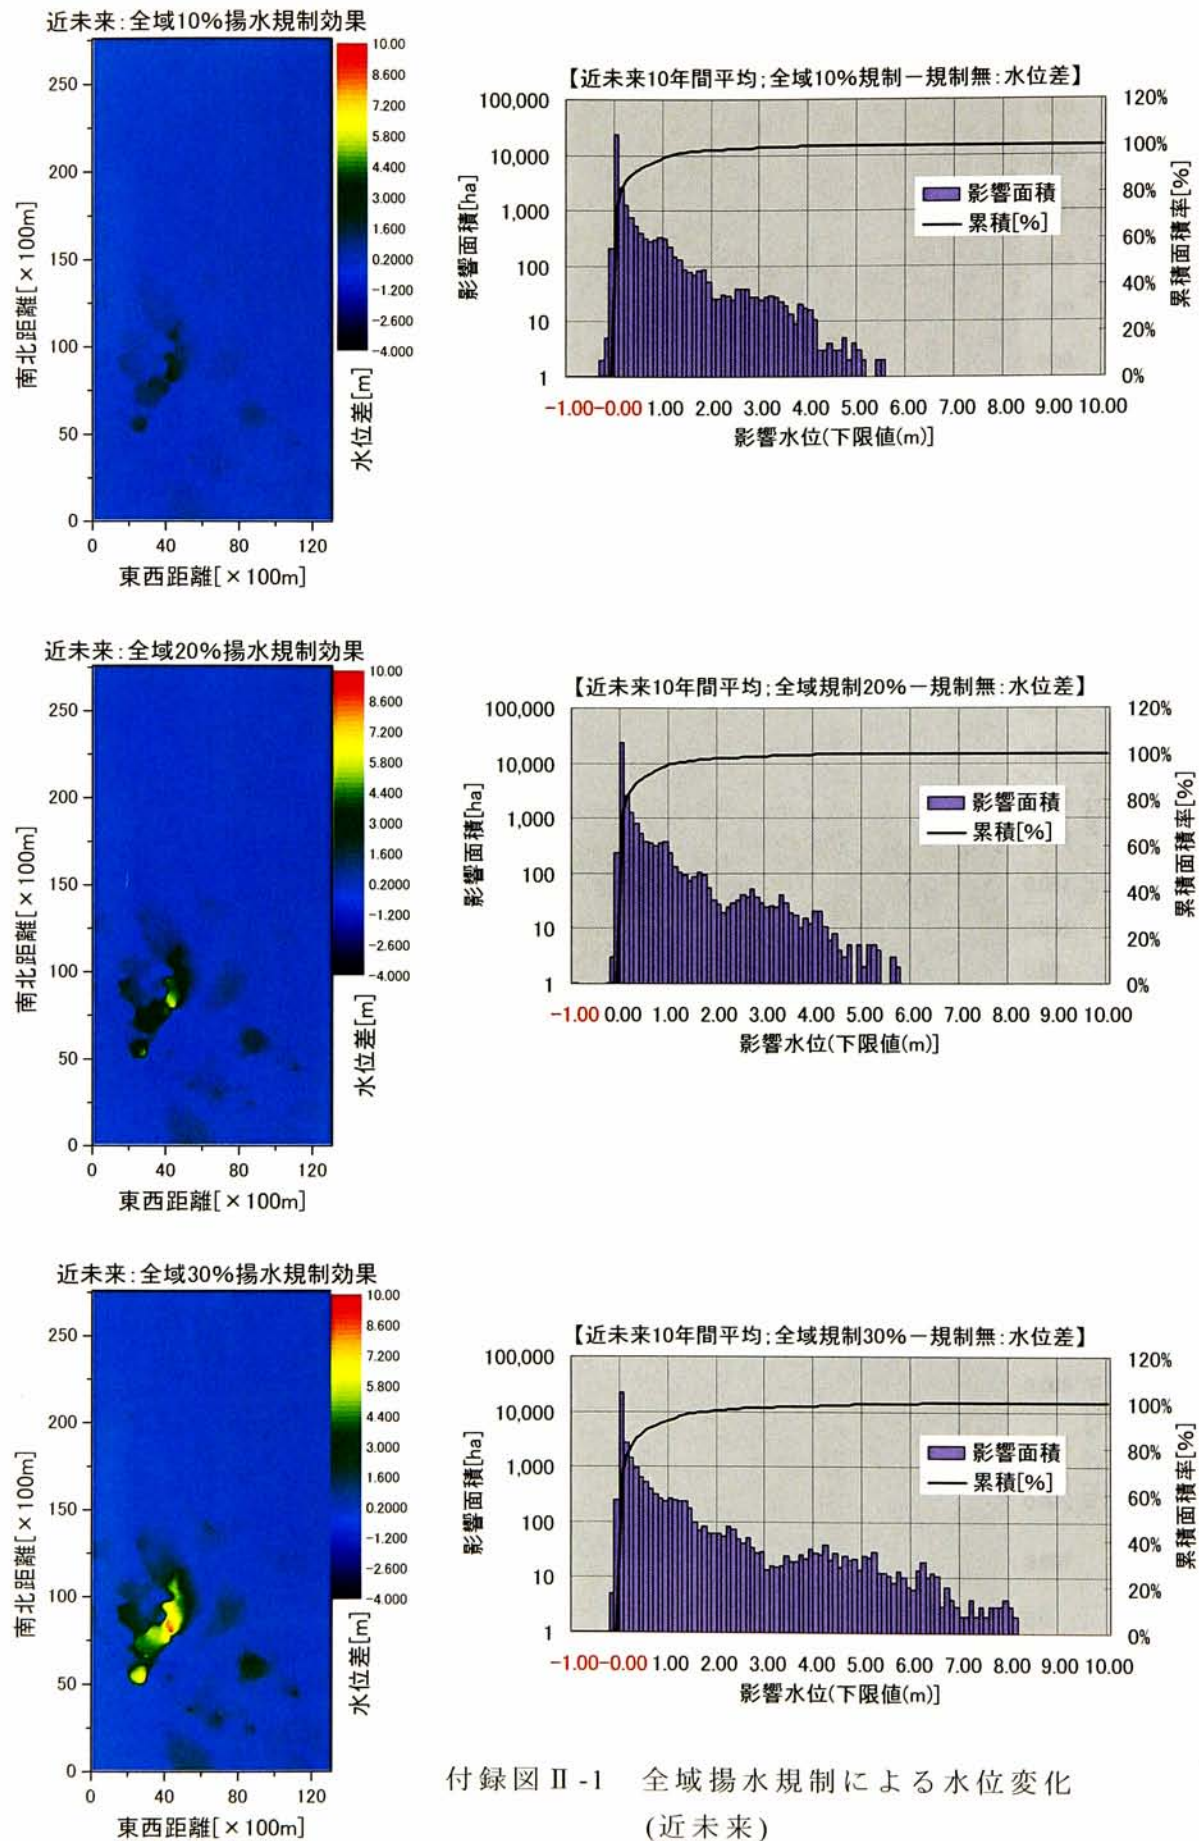 近未来:全域10%揚水規制効果
10.00
8.600
7.200
5.800
4.400
3.000
1.600
0.2000
-1.200
-2.600
-4.000
水位差[m]
250
200
150
100
50
0
南北距離[×100m]
0 40 80 120
東西距離[×100m]
【近未来10年間平均;全域10%規制-規制無:水位差】
100,000
10,000
1,000
100
10
1
影響面積[ha]
120%
100%
80%
60%
40%
20%
0%
累積面積率[%]
影響面積
累積[%]
-1.00-0.00 1.00 2.00 3.00 4.00 5.00 6.00 7.00 8.00 9.00 10.00
影響水位(下限値(m)]
近未来:全域20%揚水規制効果
10.00
8.600
7.200
5.800
4.400
3.000
1.600
0.2000
-1.200
-2.600
-4.000
水位差[m]
250
200
150
100
50
0
南北距離[×100m]
0 40 80 120
東西距離[×100m]
【近未来10年間平均;全域規制20%-規制無:水位差】
100,000
10,000
1,000
100
10
1
影響面積[ha]
120%
100%
80%
60%
40%
20%
0%
累積面積率[%]
影響面積
累積[%]
-1.00 0.00 1.00 2.00 3.00 4.00 5.00 6.00 7.00 8.00 9.00 10.00
影響水位(下限値(m)]
近未来:全域30%揚水規制効果
10.00
8.600
7.200
5.800
4.400
3.000
1.600
0.2000
-1.200
-2.600
-4.000
水位差[m]
250
200
150
100
50
0
南北距離[×100m]
0 40 80 120
東西距離[×100m]
【近未来10年間平均;全域規制30%-規制無:水位差】
100,000
10,000
1,000
100
10
1
影響面積[ha]
120%
100%
80%
60%
40%
20%
0%
累積面積率[%]
影響面積
累積[%]
-1.00-0.00 1.00 2.00 3.00 4.00 5.00 6.00 7.00 8.00 9.00 10.00
影響水位(下限値(m)]
付録図Ⅱ-1 全域揚水規制による水位変化
(近未来)